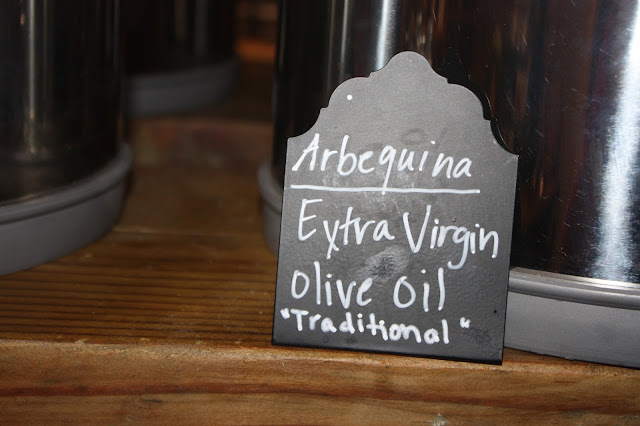 Arbequina
Extra Virgin
Olive Oil
"Traditional"